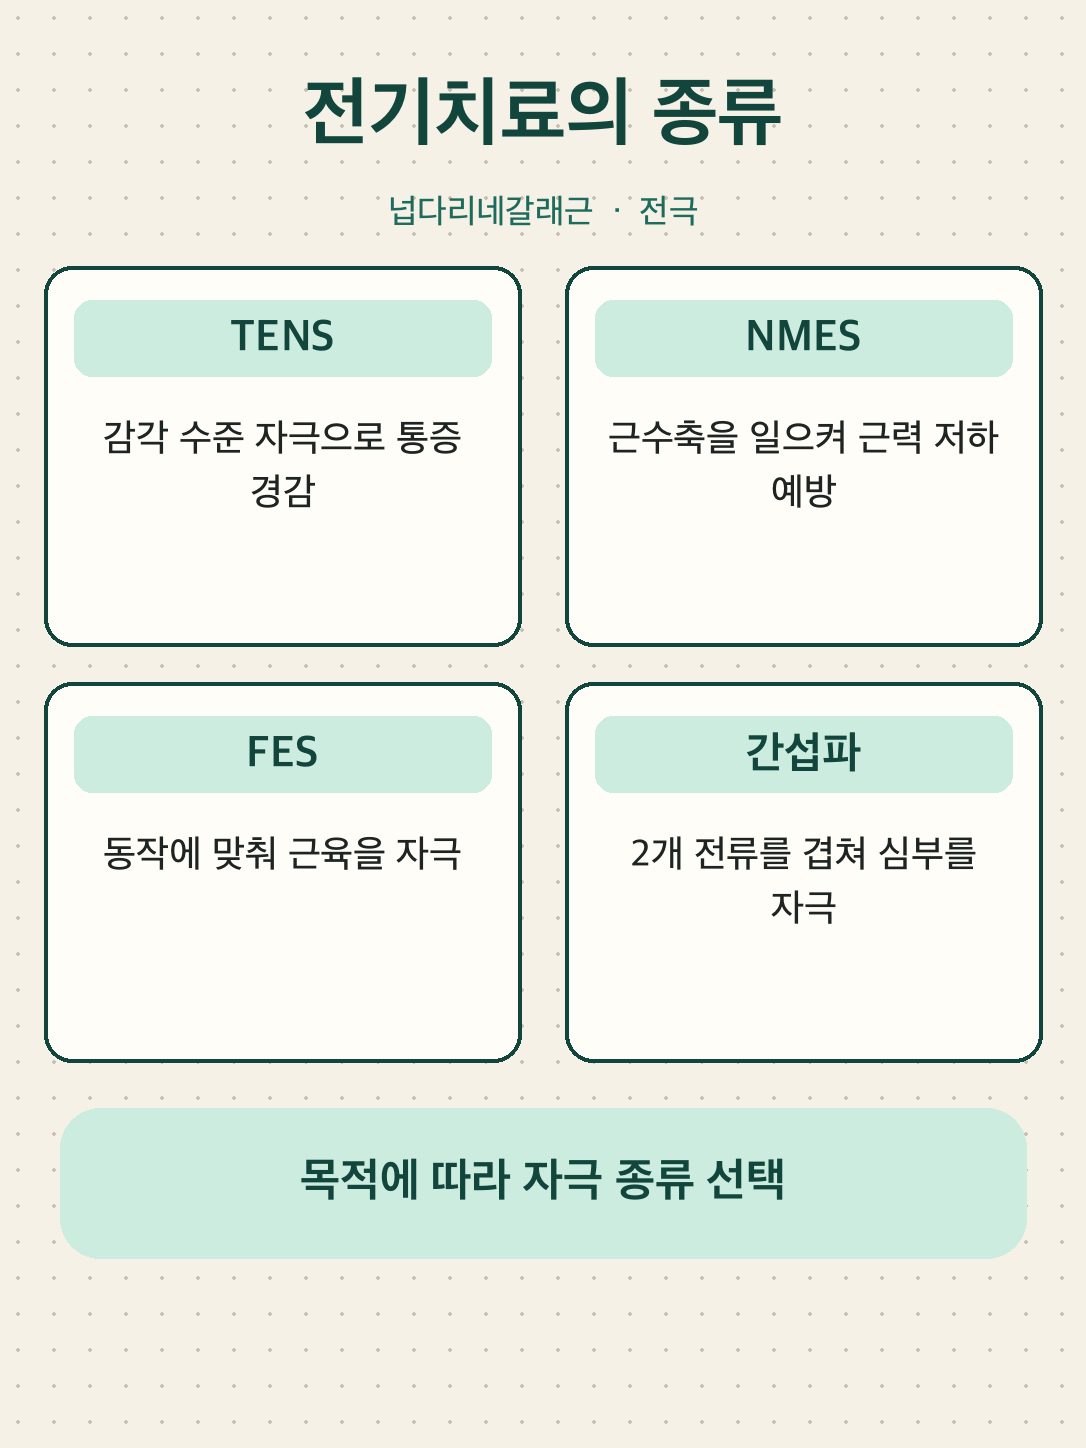 전기치료의 종류
넙다리네갈래근 · 전극
TENS
감각 수준 자극으로 통증
경감
NMES
근수축을 일으켜 근력 저하
예방
FES
동작에 맞춰 근육을 자극
간섭파
2개 전류를 겹쳐 심부를
자극
목적에 따라 자극 종류 선택